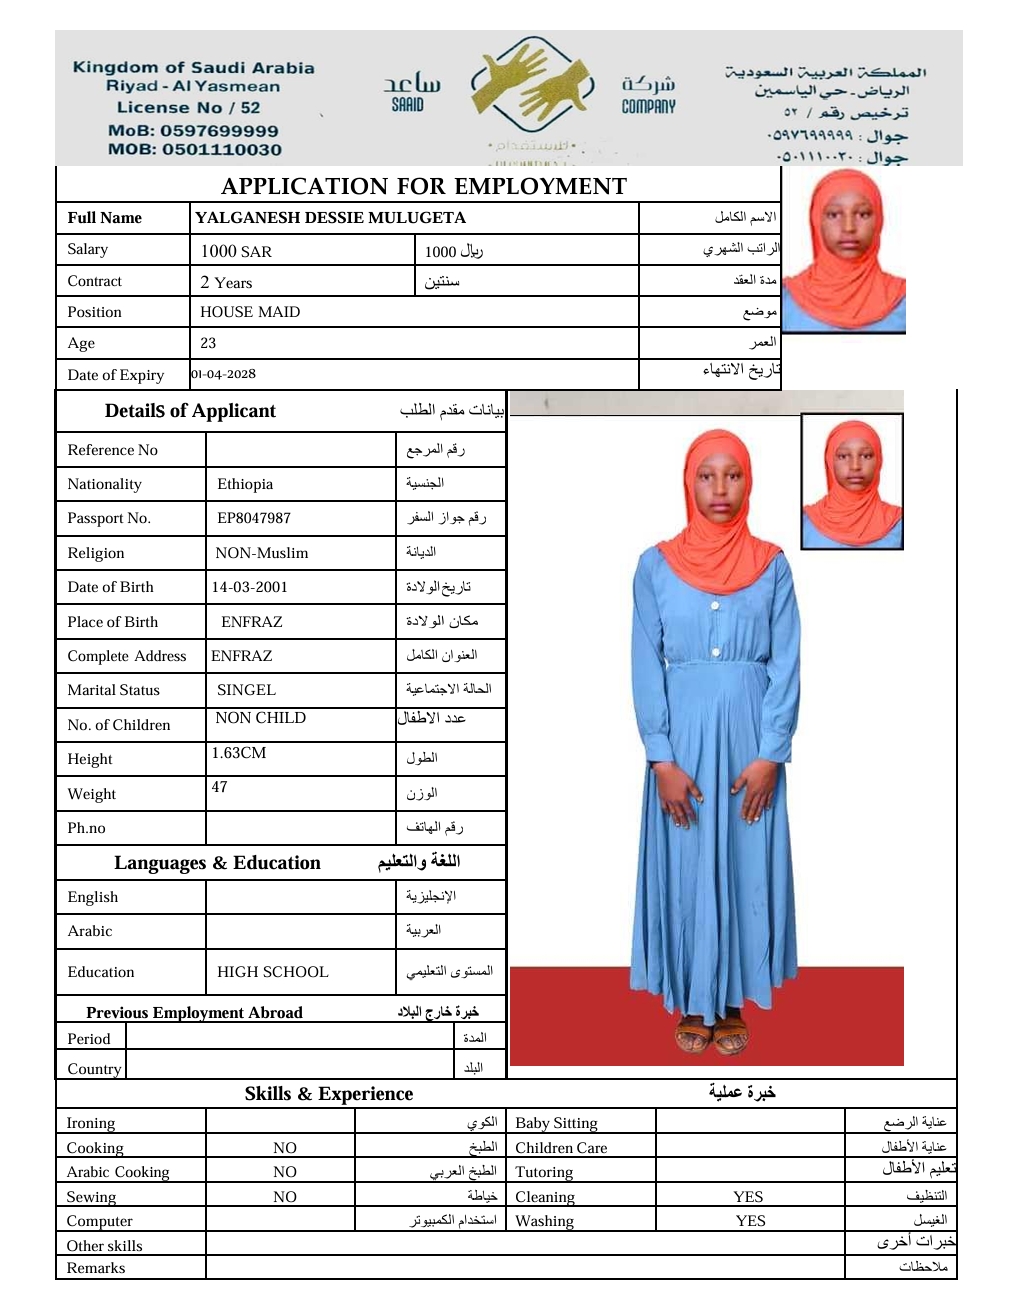 Kingdom of Saudi Arabia
Riyad - Al Yasmean
License No / 52
MoB: 0597699999
MOB: 0501110030
ساعد
SAAID
شركة
COMPANY
للاستقدام
المملكة العربية السعودية
الرياض - حي الياسمين
ترخيص رقم / ٥٢
جوال : ٠٥٩٧٦٩٩٩٩٩
جوال : ٠٥٠١١١٠٠٣٠
APPLICATION FOR EMPLOYMENT
Full Name YALGANESH DESSIE MULUGETA الاسم الكامل
Salary 1000 SAR 1000 ريال الراتب الشهري
Contract 2 Years سنتين مدة العقد
Position HOUSE MAID موضع
Age 23 العمر
Date of Expiry 01-04-2028 تاريخ الانتهاء
Details of Applicant بيانات مقدم الطلب
Reference No رقم المرجع
Nationality Ethiopia الجنسية
Passport No. EP8047987 رقم جواز السفر
Religion NON-Muslim الديانة
Date of Birth 14-03-2001 تاريخ الولادة
Place of Birth ENFRAZ مكان الولادة
Complete Address ENFRAZ العنوان الكامل
Marital Status SINGEL الحالة الاجتماعية
No. of Children NON CHILD عدد الاطفال
Height 1.63CM الطول
Weight 47 الوزن
Ph.no رقم الهاتف
Languages & Education اللغة والتعليم
English الإنجليزية
Arabic العربية
Education HIGH SCHOOL المستوى التعليمي
Previous Employment Abroad خبرة خارج البلاد
Period المدة
Country البلد
Skills & Experience خبرة عملية
Ironing الكوي Baby Sitting عناية الرضع
Cooking NO الطبخ Children Care عناية الأطفال
Arabic Cooking NO الطبخ العربي Tutoring تعليم الأطفال
Sewing NO خياطة Cleaning YES التنظيف
Computer استخدام الكمبيوتر Washing YES الغيسل
Other skills خبرات أخرى
Remarks ملاحظات